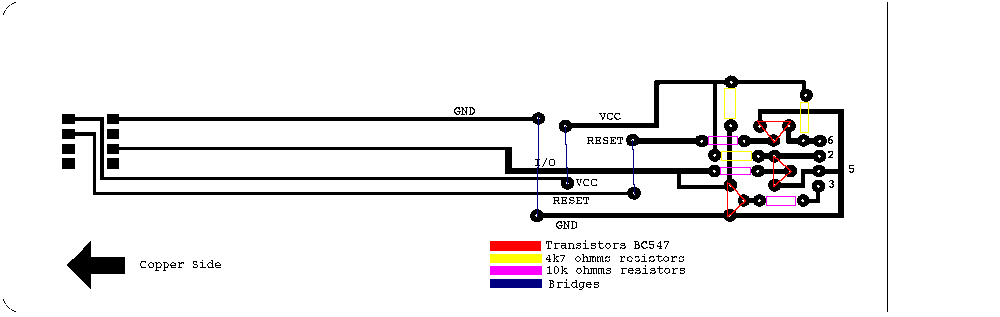 GND
VCC
RESET
6
2
I/O
5
VCC
3
RESET
GND
Transistors BC547
4k7 ohmms resistors
Copper Side
10k ohmms resistors
Bridges